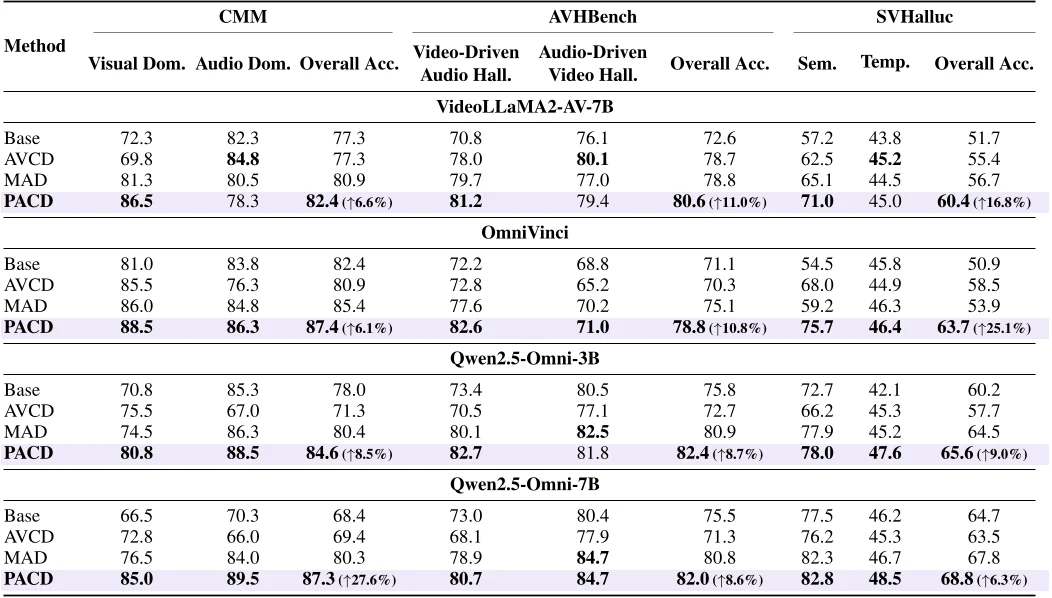 CMM AVHBench SVHalluc
Method Visual Dom. Audio Dom. Overall Acc. Video-Driven Audio Hall. Audio-Driven Video Hall. Overall Acc. Sem. Temp. Overall Acc.
VideoLLaMA2-AV-7B
Base 72.3 82.3 77.3 70.8 76.1 72.6 57.2 43.8 51.7
AVCD 69.8 84.8 77.3 78.0 80.1 78.7 62.5 45.2 55.4
MAD 81.3 80.5 80.9 79.7 77.0 78.8 65.1 44.5 56.7
PACD 86.5 78.3 82.4 (↑6.6%) 81.2 79.4 80.6 (↑11.0%) 71.0 45.0 60.4 (↑16.8%)
OmniVinci
Base 81.0 83.8 82.4 72.2 68.8 71.1 54.5 45.8 50.9
AVCD 85.5 76.3 80.9 72.8 65.2 70.3 68.0 44.9 58.5
MAD 86.0 84.8 85.4 77.6 70.2 75.1 59.2 46.3 53.9
PACD 88.5 86.3 87.4 (↑6.1%) 82.6 71.0 78.8 (↑10.8%) 75.7 46.4 63.7 (↑25.1%)
Qwen2.5-Omni-3B
Base 70.8 85.3 78.0 73.4 80.5 75.8 72.7 42.1 60.2
AVCD 75.5 67.0 71.3 70.5 77.1 72.7 66.2 45.3 57.7
MAD 74.5 86.3 80.4 80.1 82.5 80.9 77.9 45.2 64.5
PACD 80.8 88.5 84.6 (↑8.5%) 82.7 81.8 82.4 (↑8.7%) 78.0 47.6 65.6 (↑9.0%)
Qwen2.5-Omni-7B
Base 66.5 70.3 68.4 73.0 80.4 75.5 77.5 46.2 64.7
AVCD 72.8 66.0 69.4 68.1 77.9 71.3 76.2 45.3 63.5
MAD 76.5 84.0 80.3 78.9 84.7 80.8 82.3 46.7 67.8
PACD 85.0 89.5 87.3 (↑27.6%) 80.7 84.7 82.0 (↑8.6%) 82.8 48.5 68.8 (↑6.3%)